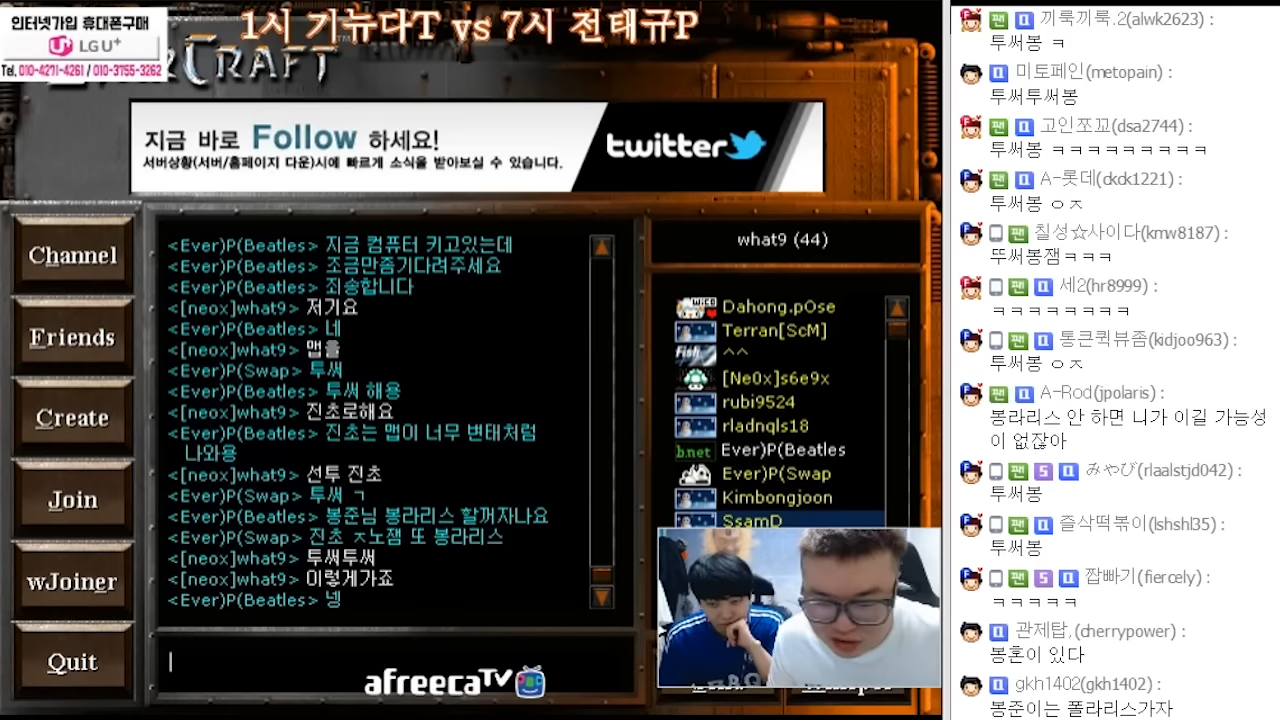 인터넷가입 휴대폰구매
LG U+
Tel. 010-4271-4261 / 010-3755-3262
1시 기뉴다T vs 7시 전태규P
지금 바로 Follow 하세요!
서버상황(서버/홈페이지 다운)시에 빠르게 소식을 받아보실 수 있습니다.
twitter
Channel
Friends
Create
Join
wJoiner
Quit
<Ever)P(Beatles> 지금 컴퓨터 키고있는데
<Ever)P(Beatles> 조금만좀기다려주세요
<Ever)P(Beatles> 죄송합니다
<[neox]what9> 저기요
<Ever)P(Beatles> 네
<[neox]what9> 맵을
<Ever)P(Swap> 투써
<Ever)P(Beatles> 투써 해용
<[neox]what9> 진초로해요
<Ever)P(Beatles> 진초는 맵이 너무 변태처럼
나와용
<[neox]what9> 선투 진초
<Ever)P(Swap> 투써 ㄱ
<Ever)P(Beatles> 봉준님 봉라리스 할꺼자나요
<Ever)P(Swap> 진초 ㅈ노잼 또 봉라리스
<[neox]what9> 투써투써
<[neox]what9> 이렇게가죠
<Ever)P(Beatles> 넹
afreecaTV
what9 (44)
Dahong.pOse
Terran[ScM]
^^
[Ne0x]s6e9x
rubi9524
rladnqls18
b.net Ever)P(Beatles
Ever)P(Swap
Kimbongjoon
SsamD
끼룩끼룩.2(alwk2623) :
투써봉 ㅋ
미토페인(metopain) :
투써투써봉
고인쪼꼬(dsa2744) :
투써봉 ㅋㅋㅋㅋㅋㅋㅋㅋㅋ
A-롯데(ckck1221) :
투써봉 ㅇㅈ
칠성☆사이다(kmw8187) :
뚜써봉잼ㅋㅋㅋ
세2(hr8999) :
ㅋㅋㅋㅋㅋㅋㅋㅋ
통큰퀵뷰좀(kidjoo963) :
투써봉 ㅇㅈ
A-Rod(jpolaris) :
봉라리스 안 하면 니가 이길 가능성
이 없잖아
みやび(rlaalstjd042) :
투써봉
즐삭떡볶이(lshshl35) :
투써봉
짭빠기(fiercely) :
ㅋㅋㅋㅋㅋ
관제탑,(cherrypower) :
봉혼이 있다
gkh1402(gkh1402) :
봉준이는 폴라리스가자